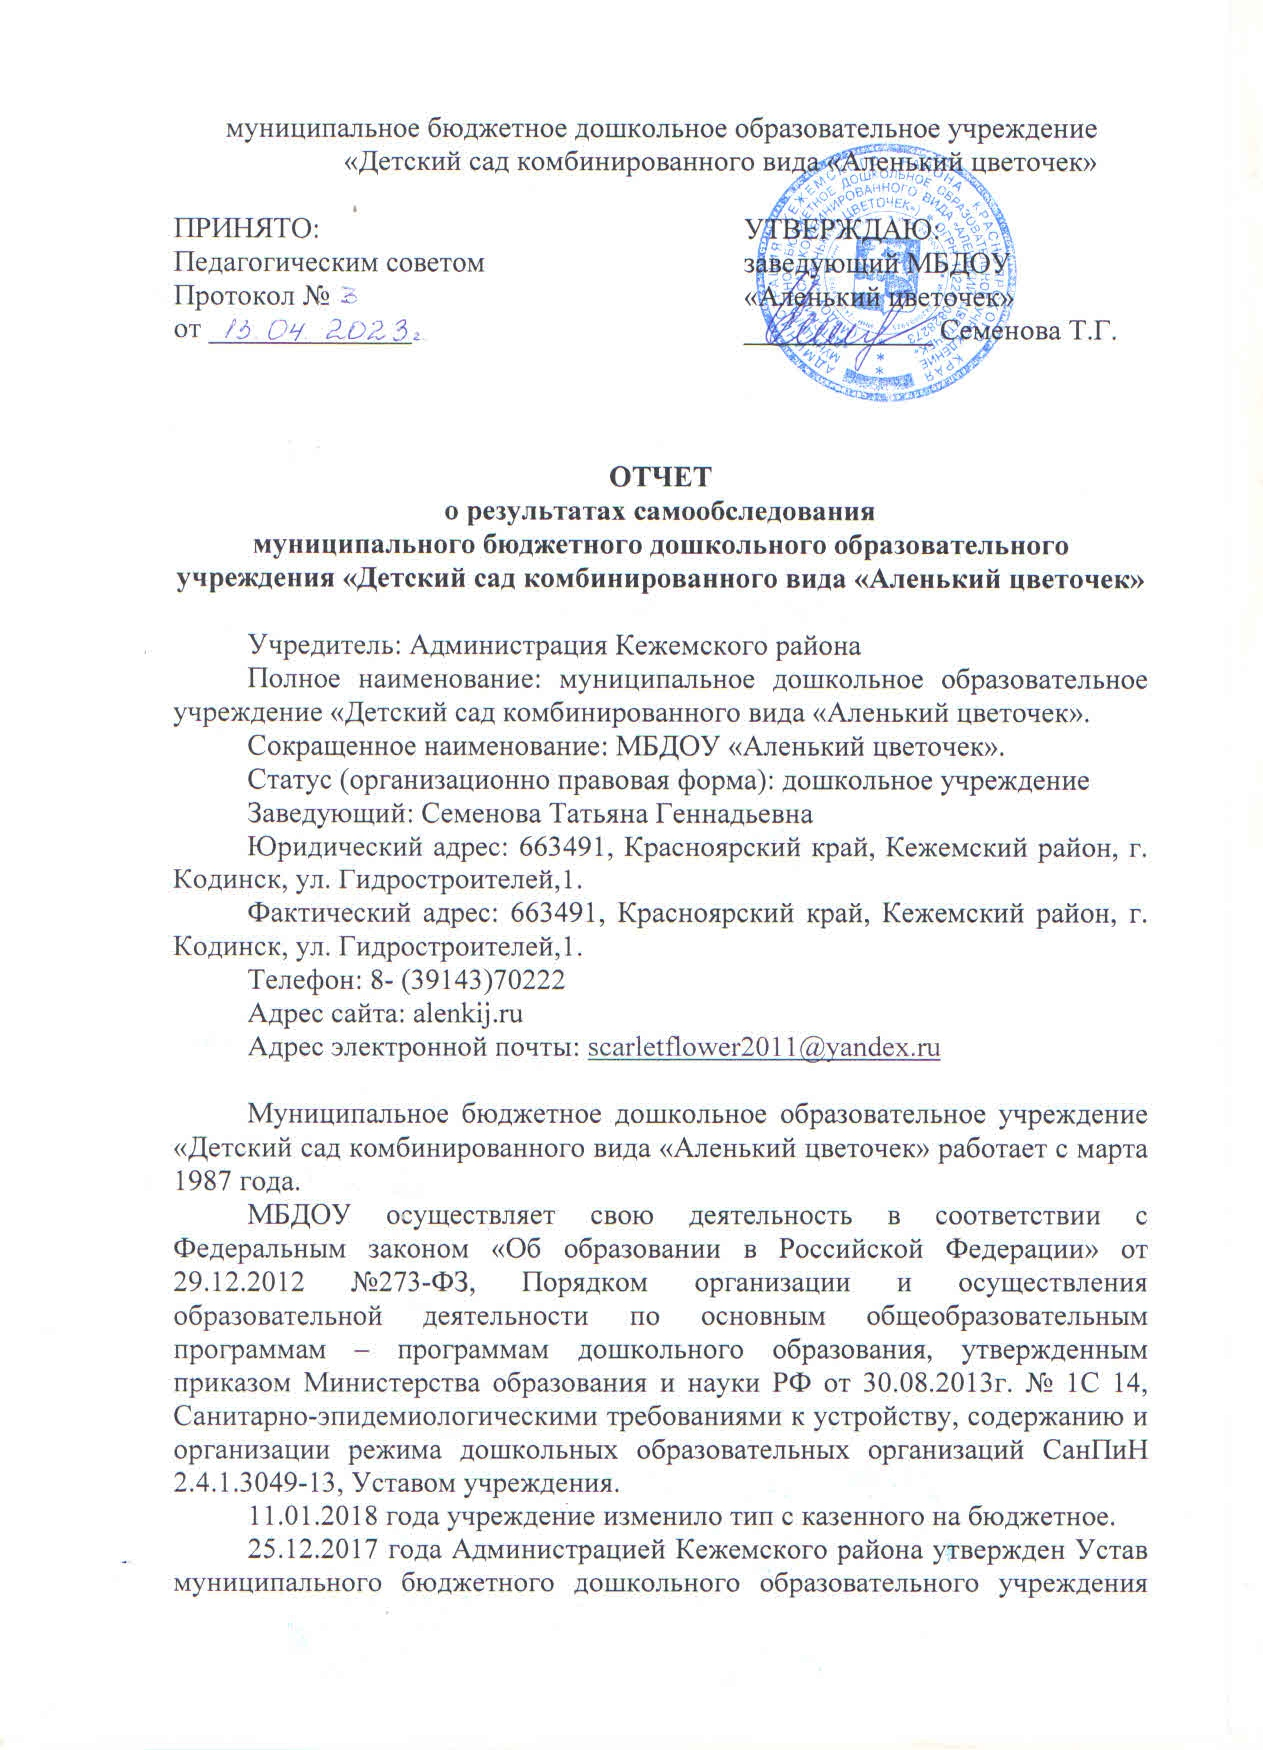 муниципальное бюджетное дошкольное образовательное учреждение
«Детский сад комбинированного вида «Аленький цветочек»
ПРИНЯТО:
Педагогическим советом
Протокол № 3
от 13.04.2023г.
УТВЕРЖДАЮ:
заведующий МБДОУ
«Аленький цветочек»
Семенова Т.Г.
ОТЧЕТ
о результатах самообследования
муниципального бюджетного дошкольного образовательного
учреждения «Детский сад комбинированного вида «Аленький цветочек»
Учредитель: Администрация Кежемского района
Полное наименование: муниципальное дошкольное образовательное
учреждение «Детский сад комбинированного вида «Аленький цветочек».
Сокращенное наименование: МБДОУ «Аленький цветочек».
Статус (организационно правовая форма): дошкольное учреждение
Заведующий: Семенова Татьяна Геннадьевна
Юридический адрес: 663491, Красноярский край, Кежемский район, г.
Кодинск, ул. Гидростроителей,1.
Фактический адрес: 663491, Красноярский край, Кежемский район, г.
Кодинск, ул. Гидростроителей,1.
Телефон: 8- (39143)70222
Адрес сайта: alenkij.ru
Адрес электронной почты: scarletflower2011@yandex.ru
Муниципальное бюджетное дошкольное образовательное учреждение
«Детский сад комбинированного вида «Аленький цветочек» работает с марта
1987 года.
МБДОУ осуществляет свою деятельность в соответствии с
Федеральным законом «Об образовании в Российской Федерации» от
29.12.2012 №273-ФЗ, Порядком организации и осуществления
образовательной деятельности по основным общеобразовательным
программам – программам дошкольного образования, утвержденным
приказом Министерства образования и науки РФ от 30.08.2013г. № 1С 14,
Санитарно-эпидемиологическими требованиями к устройству, содержанию и
организации режима дошкольных образовательных организаций СанПиН
2.4.1.3049-13, Уставом учреждения.
11.01.2018 года учреждение изменило тип с казенного на бюджетное.
25.12.2017 года Администрацией Кежемского района утвержден Устав
муниципального бюджетного дошкольного образовательного учреждения